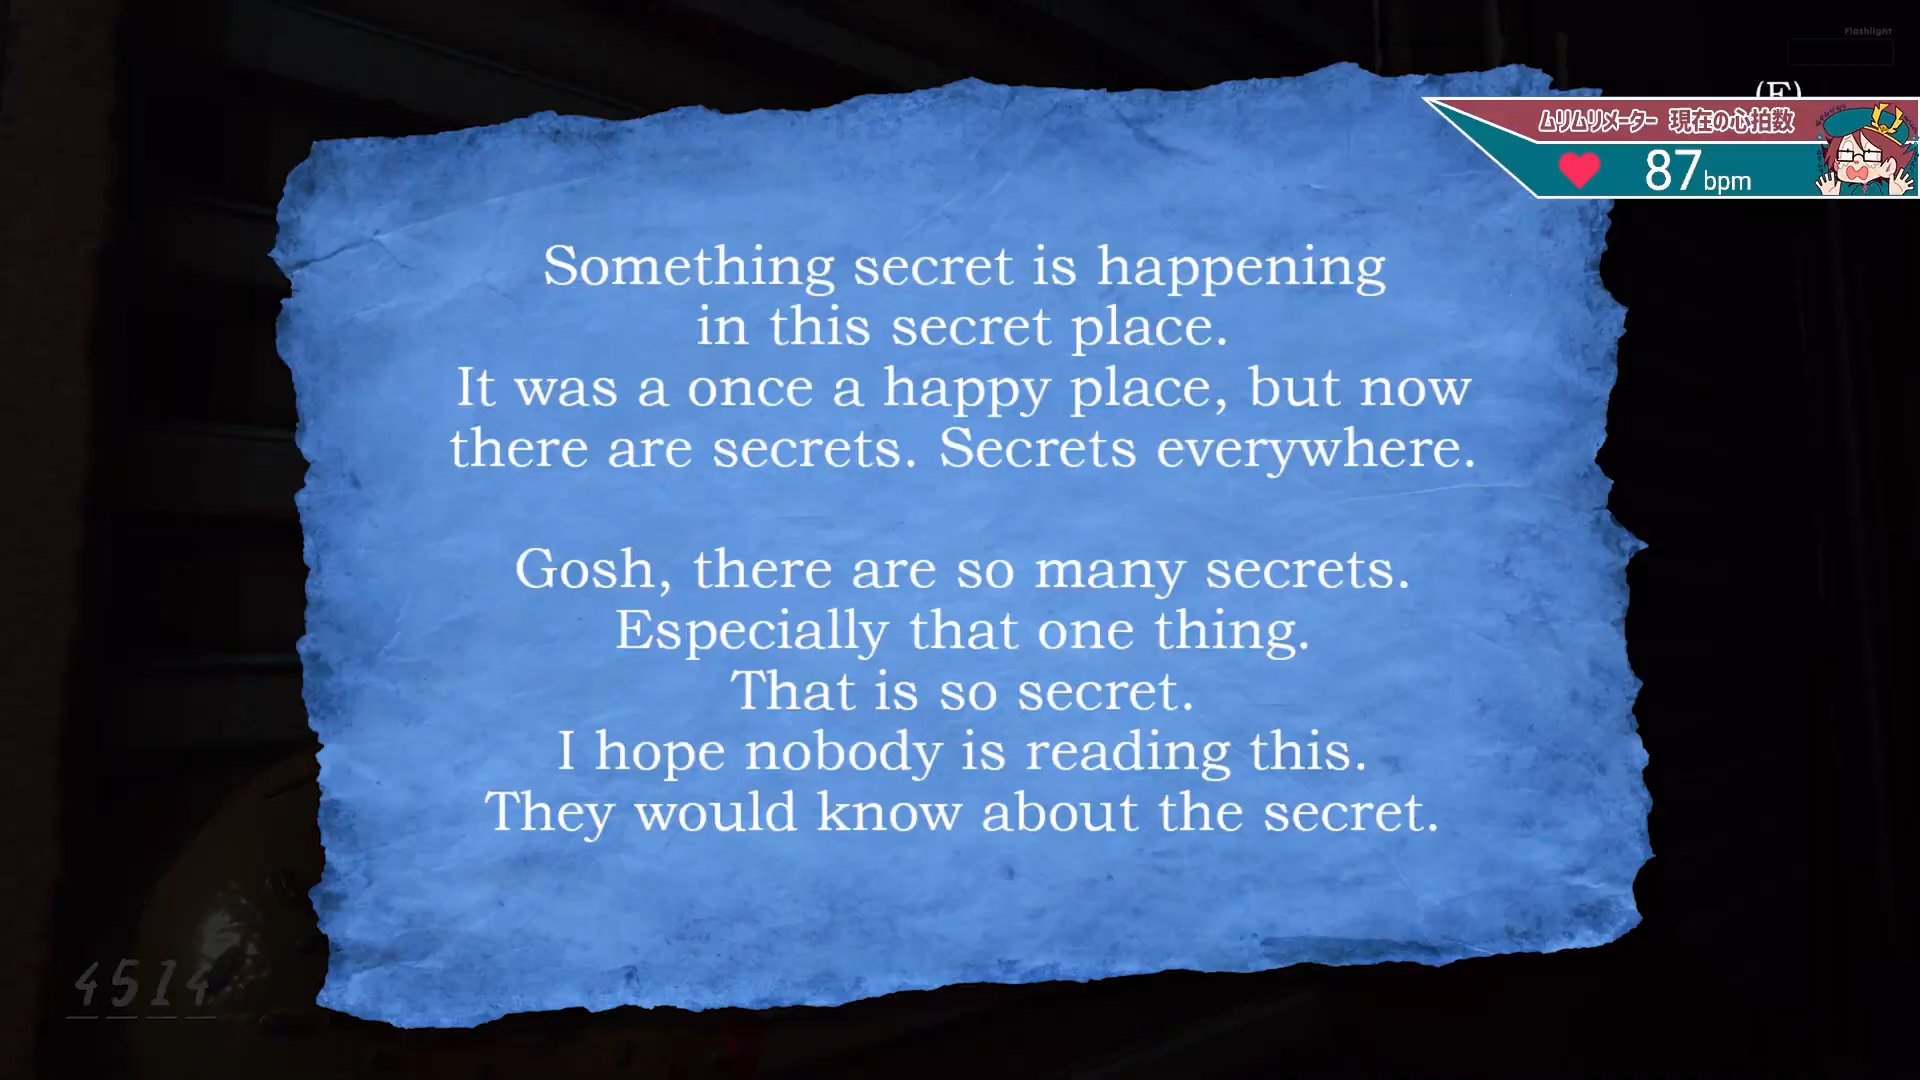 Flashlight
(E)
ムリムリメーター 現在の心拍数
87bpm
Something secret is happening
in this secret place.
It was a once a happy place, but now
there are secrets. Secrets everywhere.
Gosh, there are so many secrets.
Especially that one thing.
That is so secret.
I hope nobody is reading this.
They would know about the secret.
4514